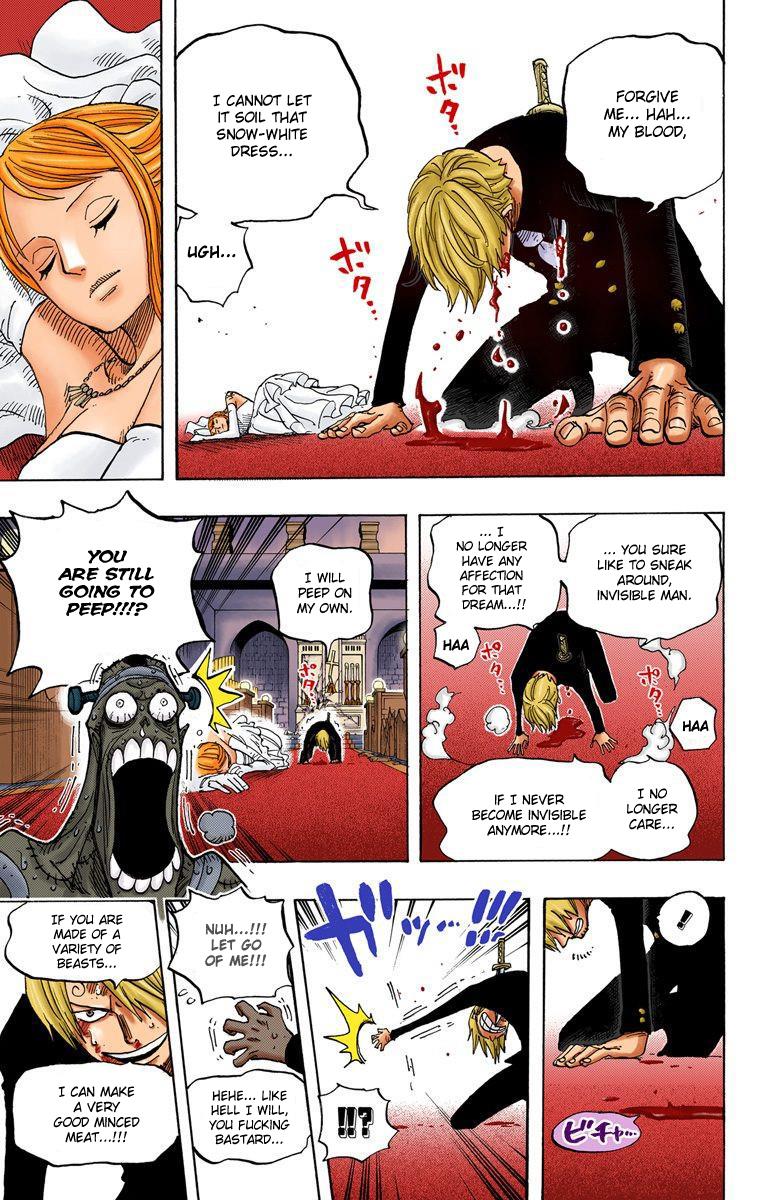 FORGIVE
ME... HAH...
MY BLOOD,
ボタ…
I CANNOT LET
IT SOIL THAT
SNOW-WHITE
DRESS...
ボタ…
UGH...
... YOU SURE
LIKE TO SNEAK
AROUND,
INVISIBLE MAN.
... I
NO LONGER
HAVE ANY
AFFECTION
FOR THAT
DREAM...!!
HAA
ボタ…
ボタ…
HAA
I NO
LONGER
CARE...
IF I NEVER
BECOME INVISIBLE
ANYMORE...!!
I WILL
PEEP ON
MY OWN.
ボタ…
YOU
ARE STILL
GOING TO
PEEP!!!?
!
ビチャ…
ガッ…!!!
!!?
NUH...!!!
LET GO
OF ME!!!
HEHE... LIKE
HELL I WILL,
YOU FUCKING
BASTARD...
IF YOU ARE
MADE OF A
VARIETY OF
BEASTS...
I CAN MAKE
A VERY
GOOD MINCED
MEAT...!!!